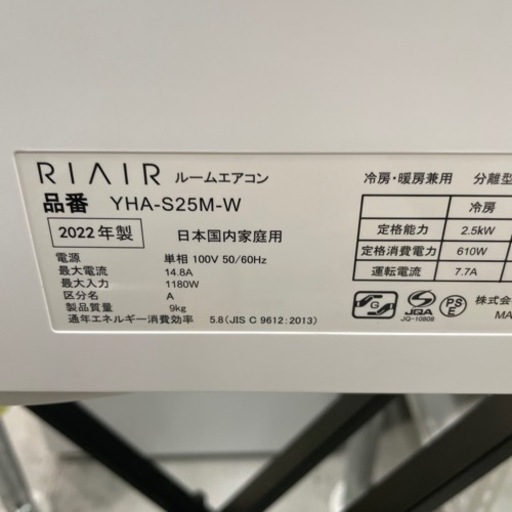 RIAIR ルームエアコン
品番 YHA-S25M-W
2022年製 日本国内家庭用
電源 単相 100V 50/60Hz
最大電流 14.8A
最大入力 1180W
区分名 A
製品質量 9kg
通年エネルギー消費効率 5.8(JIS C 9612:2013)
冷房・暖房兼用 分離型
冷房
定格能力 2.5kW
定格消費電力 610W
運転電流 7.7A
G JQA PSE
JQ-10808
株式会
MA